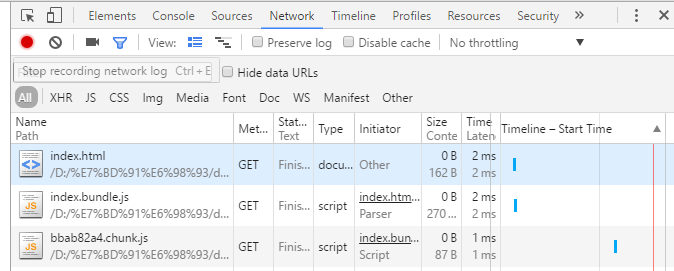 Elements Console Sources Network Timeline Profiles Resources Security »
View: Preserve log Disable cache No throttling
Stop recording network log Ctrl + E Hide data URLs
All XHR JS CSS Img Media Font Doc WS Manifest Other
Name Met... Stat... Type Initiator Size Time Timeline – Start Time
Path Text Conte Laten
index.html GET Finis... docu... Other 0 B 2 ms
/D:/%E7%BD%91%E6%98%93/d... 162 B 2 ms
index.bundle.js GET Finis... script index.htm... 0 B 2 ms
/D:/%E7%BD%91%E6%98%93/d... Parser 270 ... 2 ms
bbab82a4.chunk.js GET Finis... script index.bun... 0 B 1 ms
/D:/%E7%BD%91%E6%98%93/d... Script 87 B 1 ms